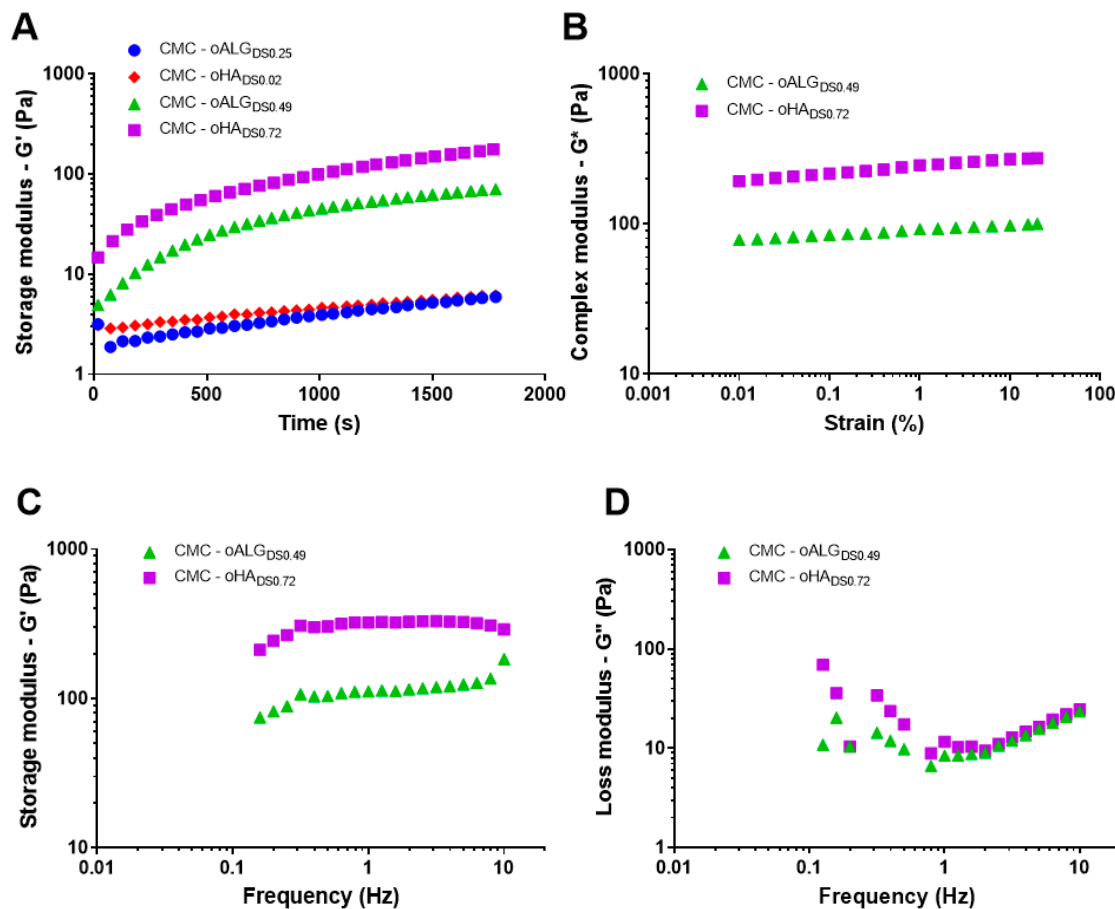 A
CMC - oALGDS0.25
CMC - oHADS0.02
CMC - oALGDS0.49
CMC - oHADS0.72
Storage modulus - G' (Pa)
1000
100
10
1
0 500 1000 1500 2000
Time (s)
B
CMC - oALGDS0.49
CMC - oHADS0.72
Complex modulus - G* (Pa)
1000
100
10
0.001 0.01 0.1 1 10 100
Strain (%)
C
CMC - oALGDS0.49
CMC - oHADS0.72
Storage modulus - G' (Pa)
1000
100
10
0.01 0.1 1 10
Frequency (Hz)
D
CMC - oALGDS0.49
CMC - oHADS0.72
Loss modulus - G" (Pa)
1000
100
10
1
0.01 0.1 1 10
Frequency (Hz)